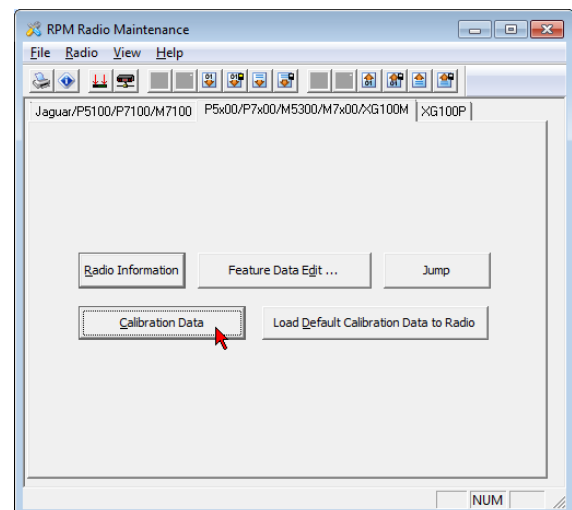 RPM Radio Maintenance
File Radio View Help
Jaguar/P5100/P7100/M7100 P5x00/P7x00/M5300/M7x00/XG100M XG100P
Radio Information Feature Data Edit ... Jump
Calibration Data Load Default Calibration Data to Radio
NUM